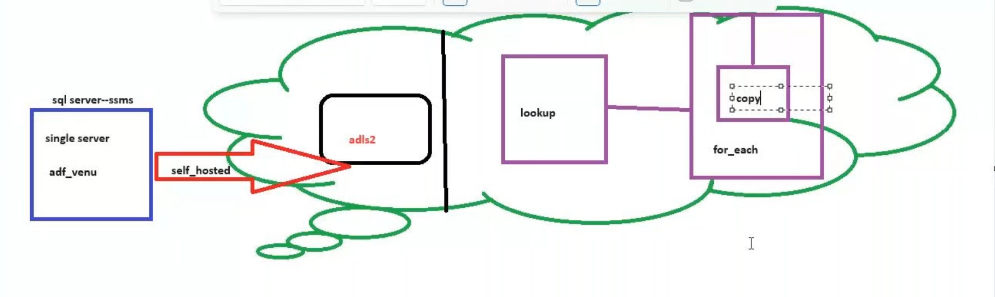 sql server--ssms
single server
adf_venu
self_hosted
adls2
lookup
copy
for_each